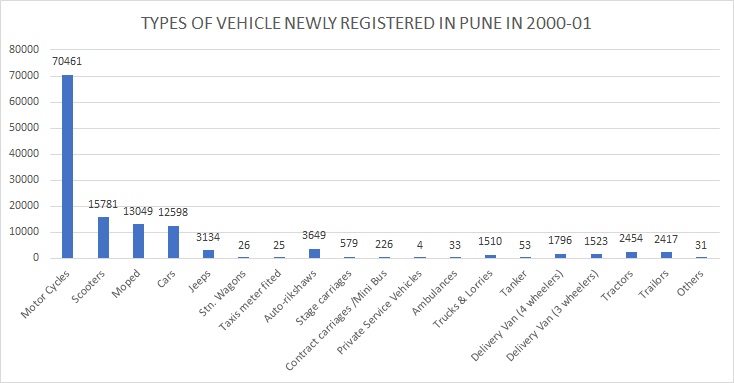 TYPES OF VEHICLE NEWLY REGISTERED IN PUNE IN 2000-01
80000
70000
60000
50000
40000
30000
20000
10000
0
70461
15781
13049
12598
3134
26
25
3649
579
226
4
33
1510
53
1796
1523
2454
2417
31
Motor Cycles
Scooters
Moped
Cars
Jeeps
Stn. Wagons
Taxis meter fited
Auto-rikshaws
Stage carriages
Contract carriages /Mini Bus
Private Service Vehicles
Ambulances
Trucks & Lorries
Tanker
Delivery Van (4 wheelers)
Delivery Van (3 wheelers)
Tractors
Trailors
Others